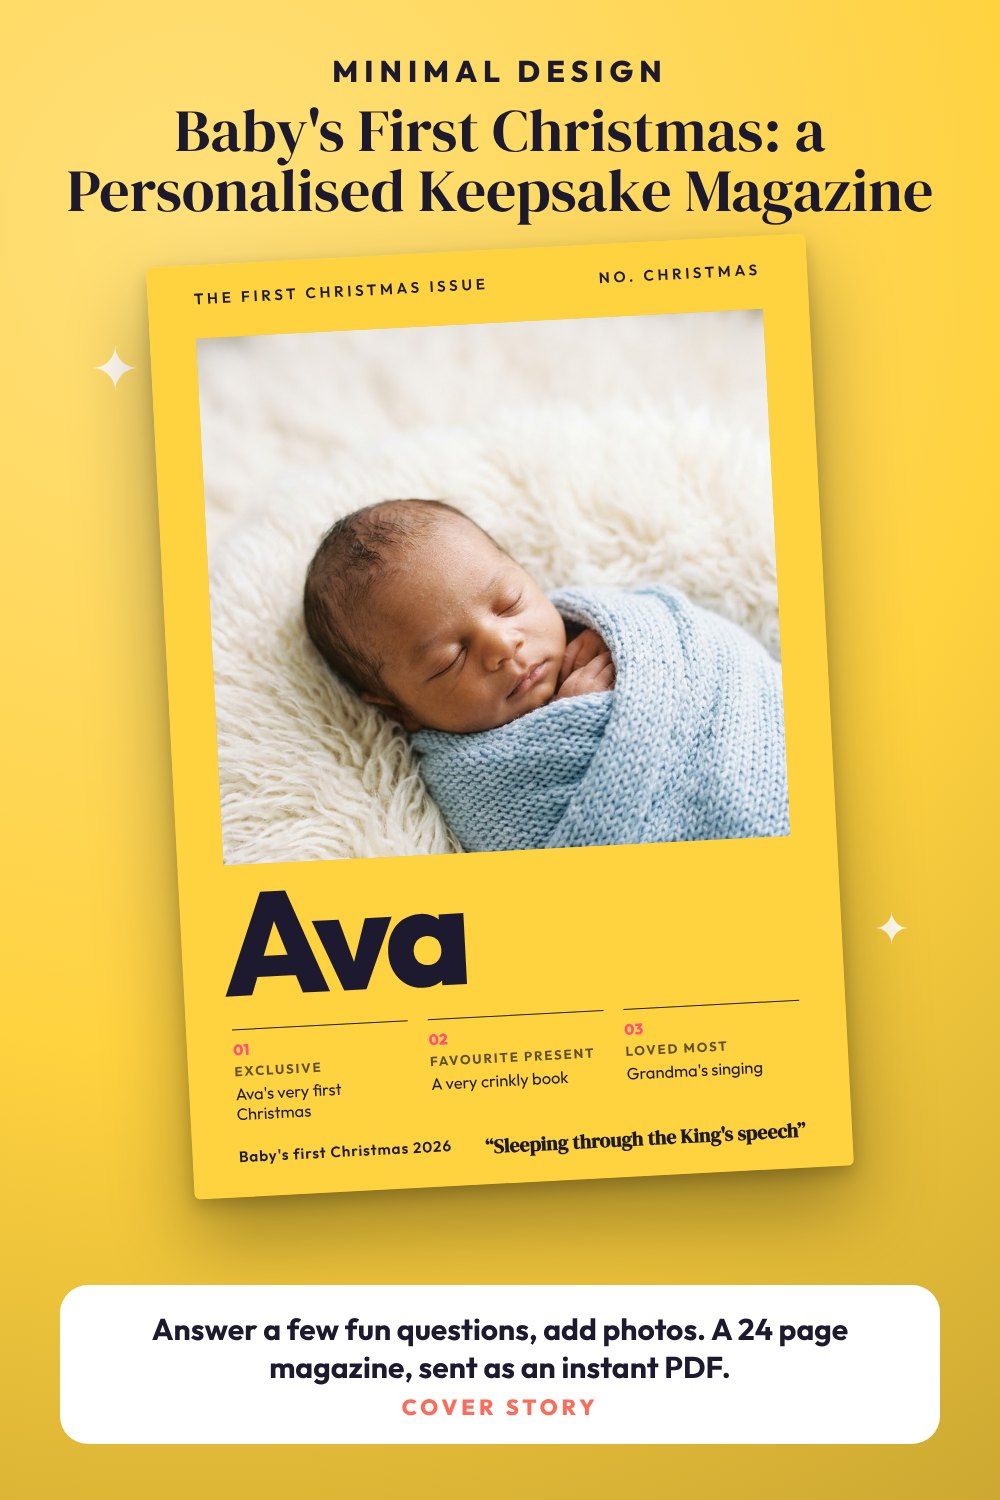 MINIMAL DESIGN
Baby's First Christmas: a
Personalised Keepsake Magazine
THE FIRST CHRISTMAS ISSUE
NO. CHRISTMAS
Ava
01
EXCLUSIVE
Ava's very first
Christmas
02
FAVOURITE PRESENT
A very crinkly book
03
LOVED MOST
Grandma's singing
Baby's first Christmas 2026
“Sleeping through the King's speech”
Answer a few fun questions, add photos. A 24 page
magazine, sent as an instant PDF.
COVER STORY